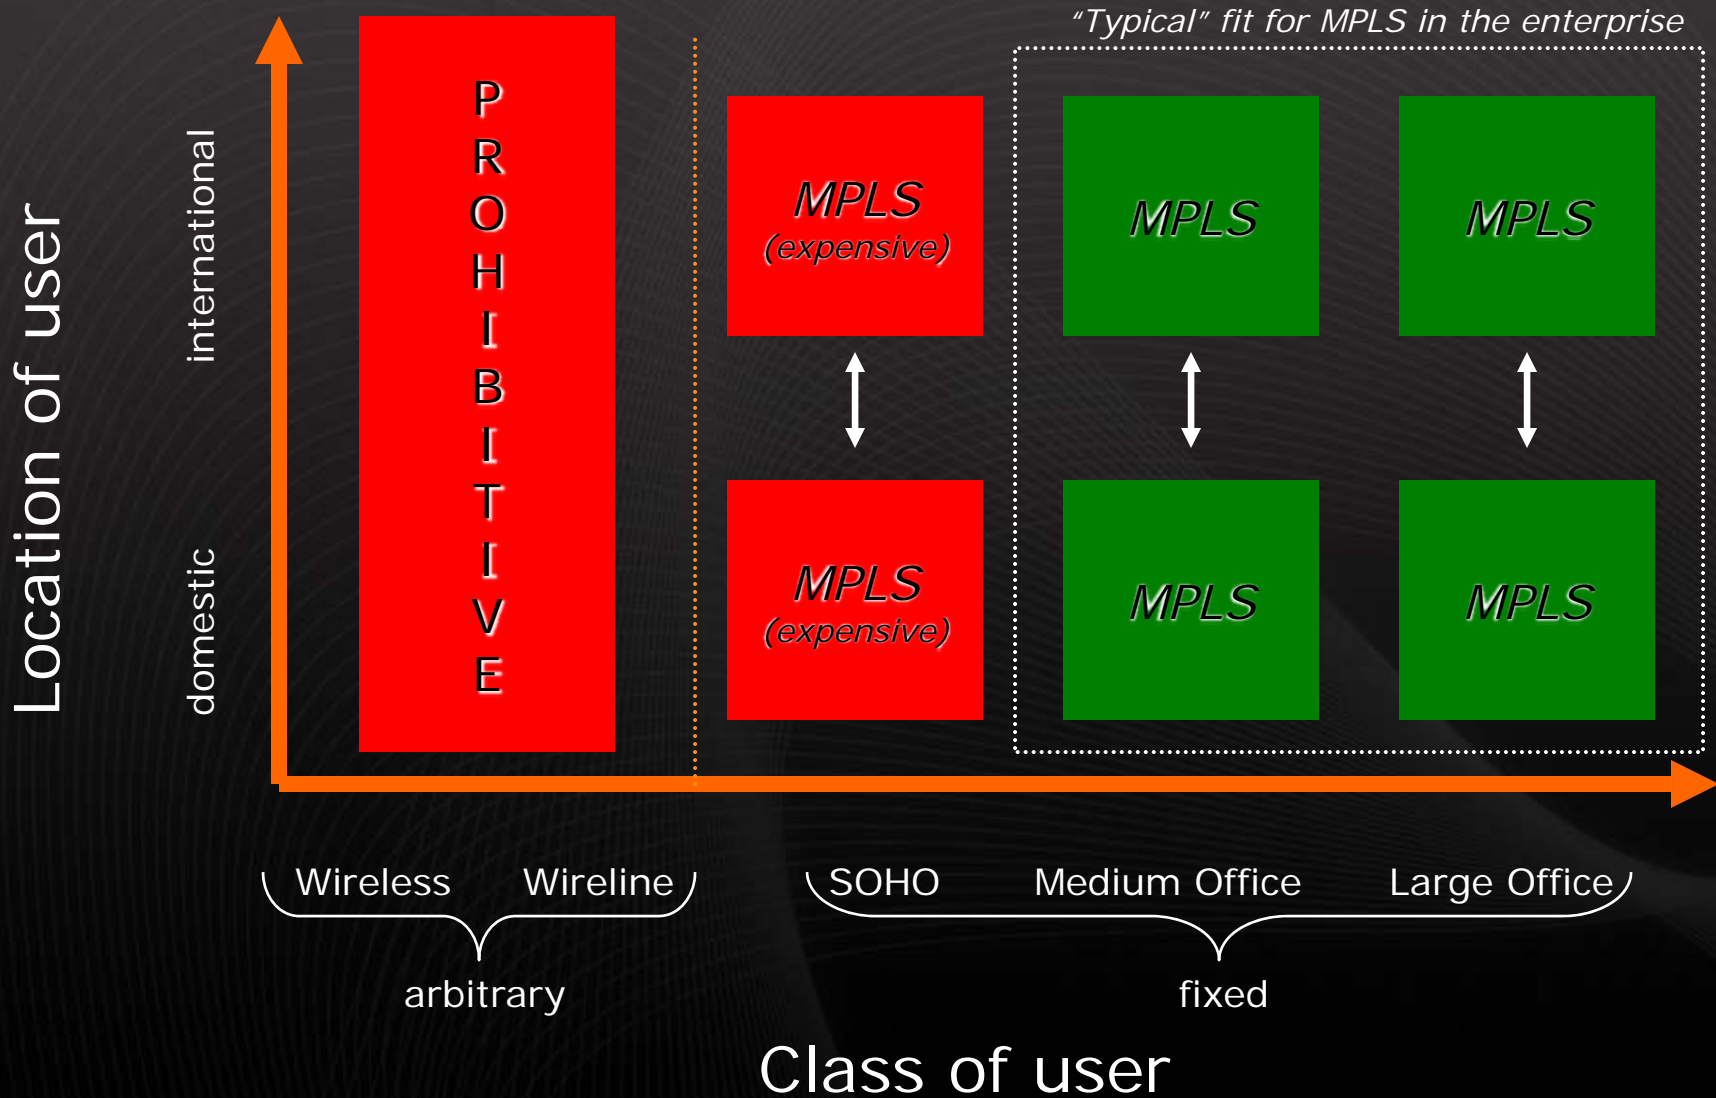 “Typical” fit for MPLS in the enterprise
Location of user
international
domestic
PROHIBITIVE
MPLS
(expensive)
MPLS
MPLS
MPLS
(expensive)
MPLS
MPLS
Wireless Wireline
SOHO Medium Office Large Office
arbitrary
fixed
Class of user